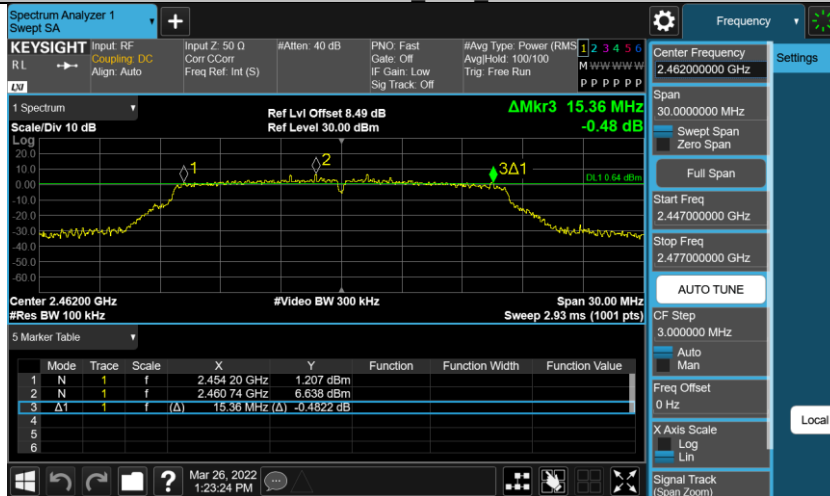 Spectrum Analyzer 1
Swept SA
+
Frequency
KEYSIGHT
RL
LXI
Input: RF
Coupling: DC
Align: Auto
Input Z: 50 Ω
Corr CCorr
Freq Ref: Int (S)
#Atten: 40 dB
PNO: Fast
Gate: Off
IF Gain: Low
Sig Track: Off
#Avg Type: Power (RMS
Avg|Hold: 100/100
Trig: Free Run
1 2 3 4 5 6
M W W W W W
P P P P P P
1 Spectrum
Scale/Div 10 dB
Ref Lvl Offset 8.49 dB
Ref Level 30.00 dBm
ΔMkr3 15.36 MHz
-0.48 dB
Log
20.0
10.0
0.00
-10.0
-20.0
-30.0
-40.0
-50.0
-60.0
1
2
3Δ1
DL1 0.64 dBm
Center 2.46200 GHz
#Res BW 100 kHz
#Video BW 300 kHz
Span 30.00 MHz
Sweep 2.93 ms (1001 pts)
5 Marker Table
Mode Trace Scale X Y Function Function Width Function Value
1 N 1 f 2.454 20 GHz 1.207 dBm
2 N 1 f 2.460 74 GHz 6.638 dBm
3 Δ1 1 f (Δ) 15.36 MHz (Δ) -0.4822 dB
4
5
6
?
Mar 26, 2022
1:23:24 PM
Center Frequency
2.462000000 GHz
Span
30.0000000 MHz
Swept Span
Zero Span
Full Span
Start Freq
2.447000000 GHz
Stop Freq
2.477000000 GHz
AUTO TUNE
CF Step
3.000000 MHz
Auto
Man
Freq Offset
0 Hz
X Axis Scale
Log
Lin
Signal Track
(Span Zoom)
Settings
Local